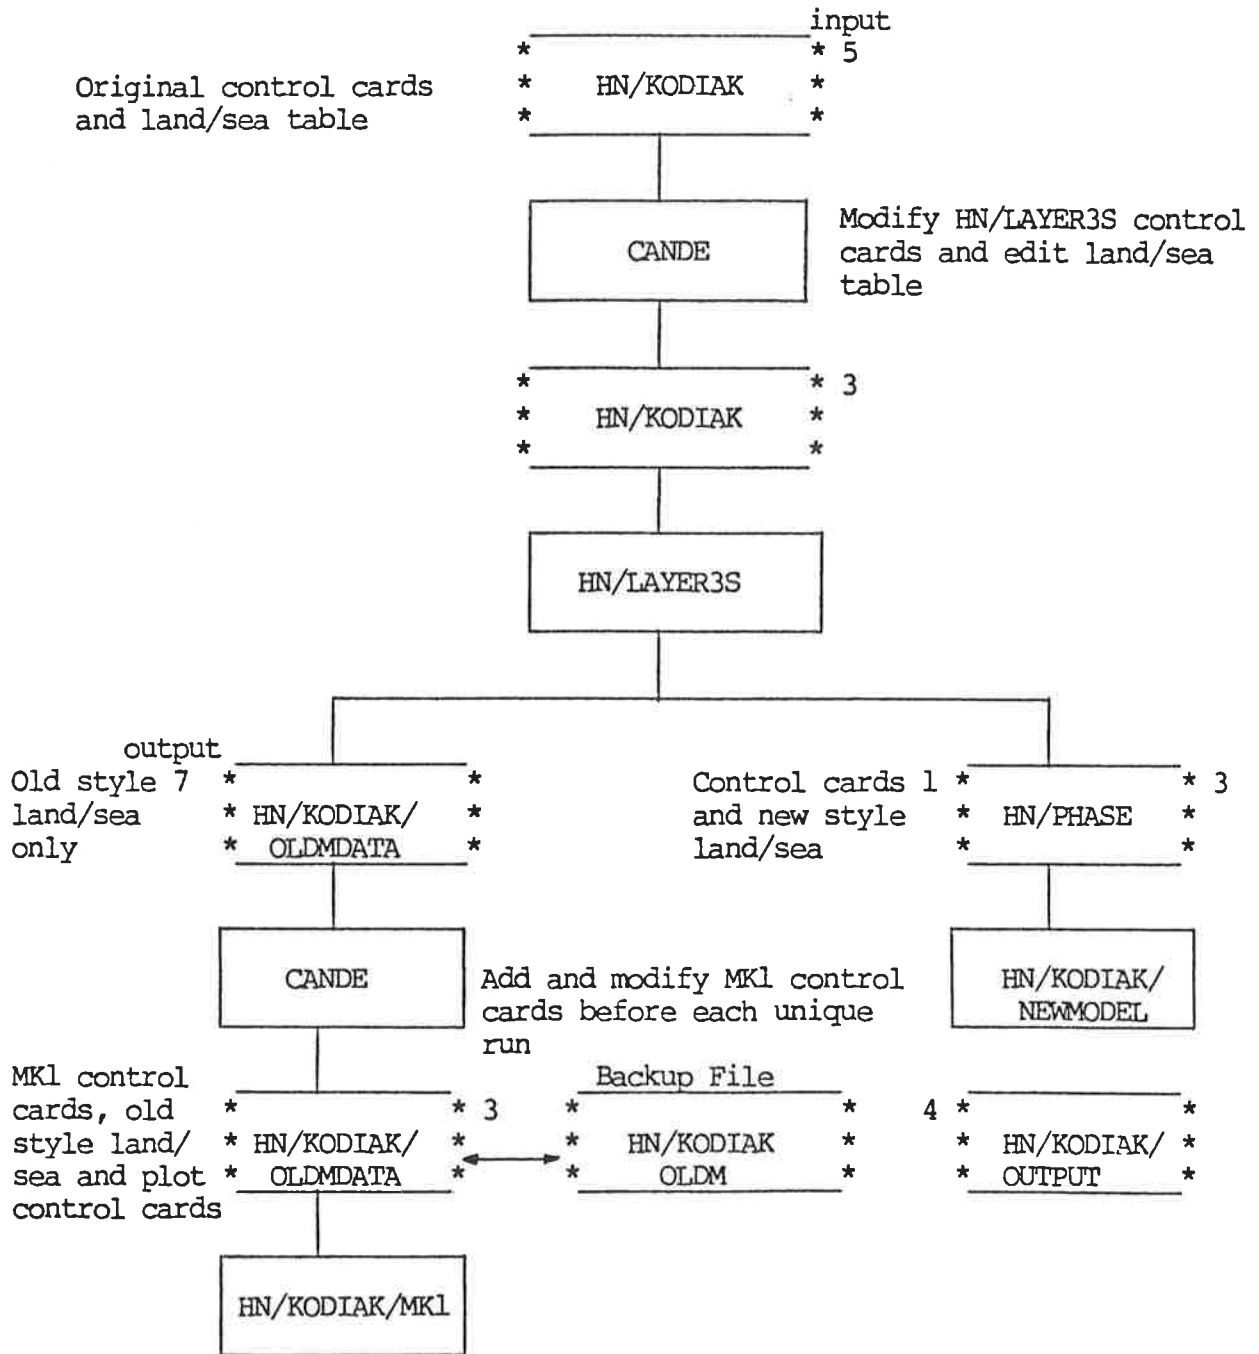 input
* * 5
Original control cards * HN/KODIAK *
and land/sea table * *
Modify HN/LAYER3S control
CANDE cards and edit land/sea
table
* * 3
* HN/KODIAK *
* *
HN/LAYER3S
output
Old style 7 * *
land/sea * HN/KODIAK/ *
only * OLDMDATA *
Control cards 1 * * 3
and new style * HN/PHASE *
land/sea * *
CANDE
Add and modify MK1 control
cards before each unique
run
HN/KODIAK/
NEWMODEL
MK1 control
cards, old * * 3
style land/ * HN/KODIAK/ *
sea and plot * OLDMDATA *
control cards
Backup File
* *
* HN/KODIAK *
* OLDM *
4 * *
HN/KODIAK/ *
OUTPUT *
HN/KODIAK/MK1